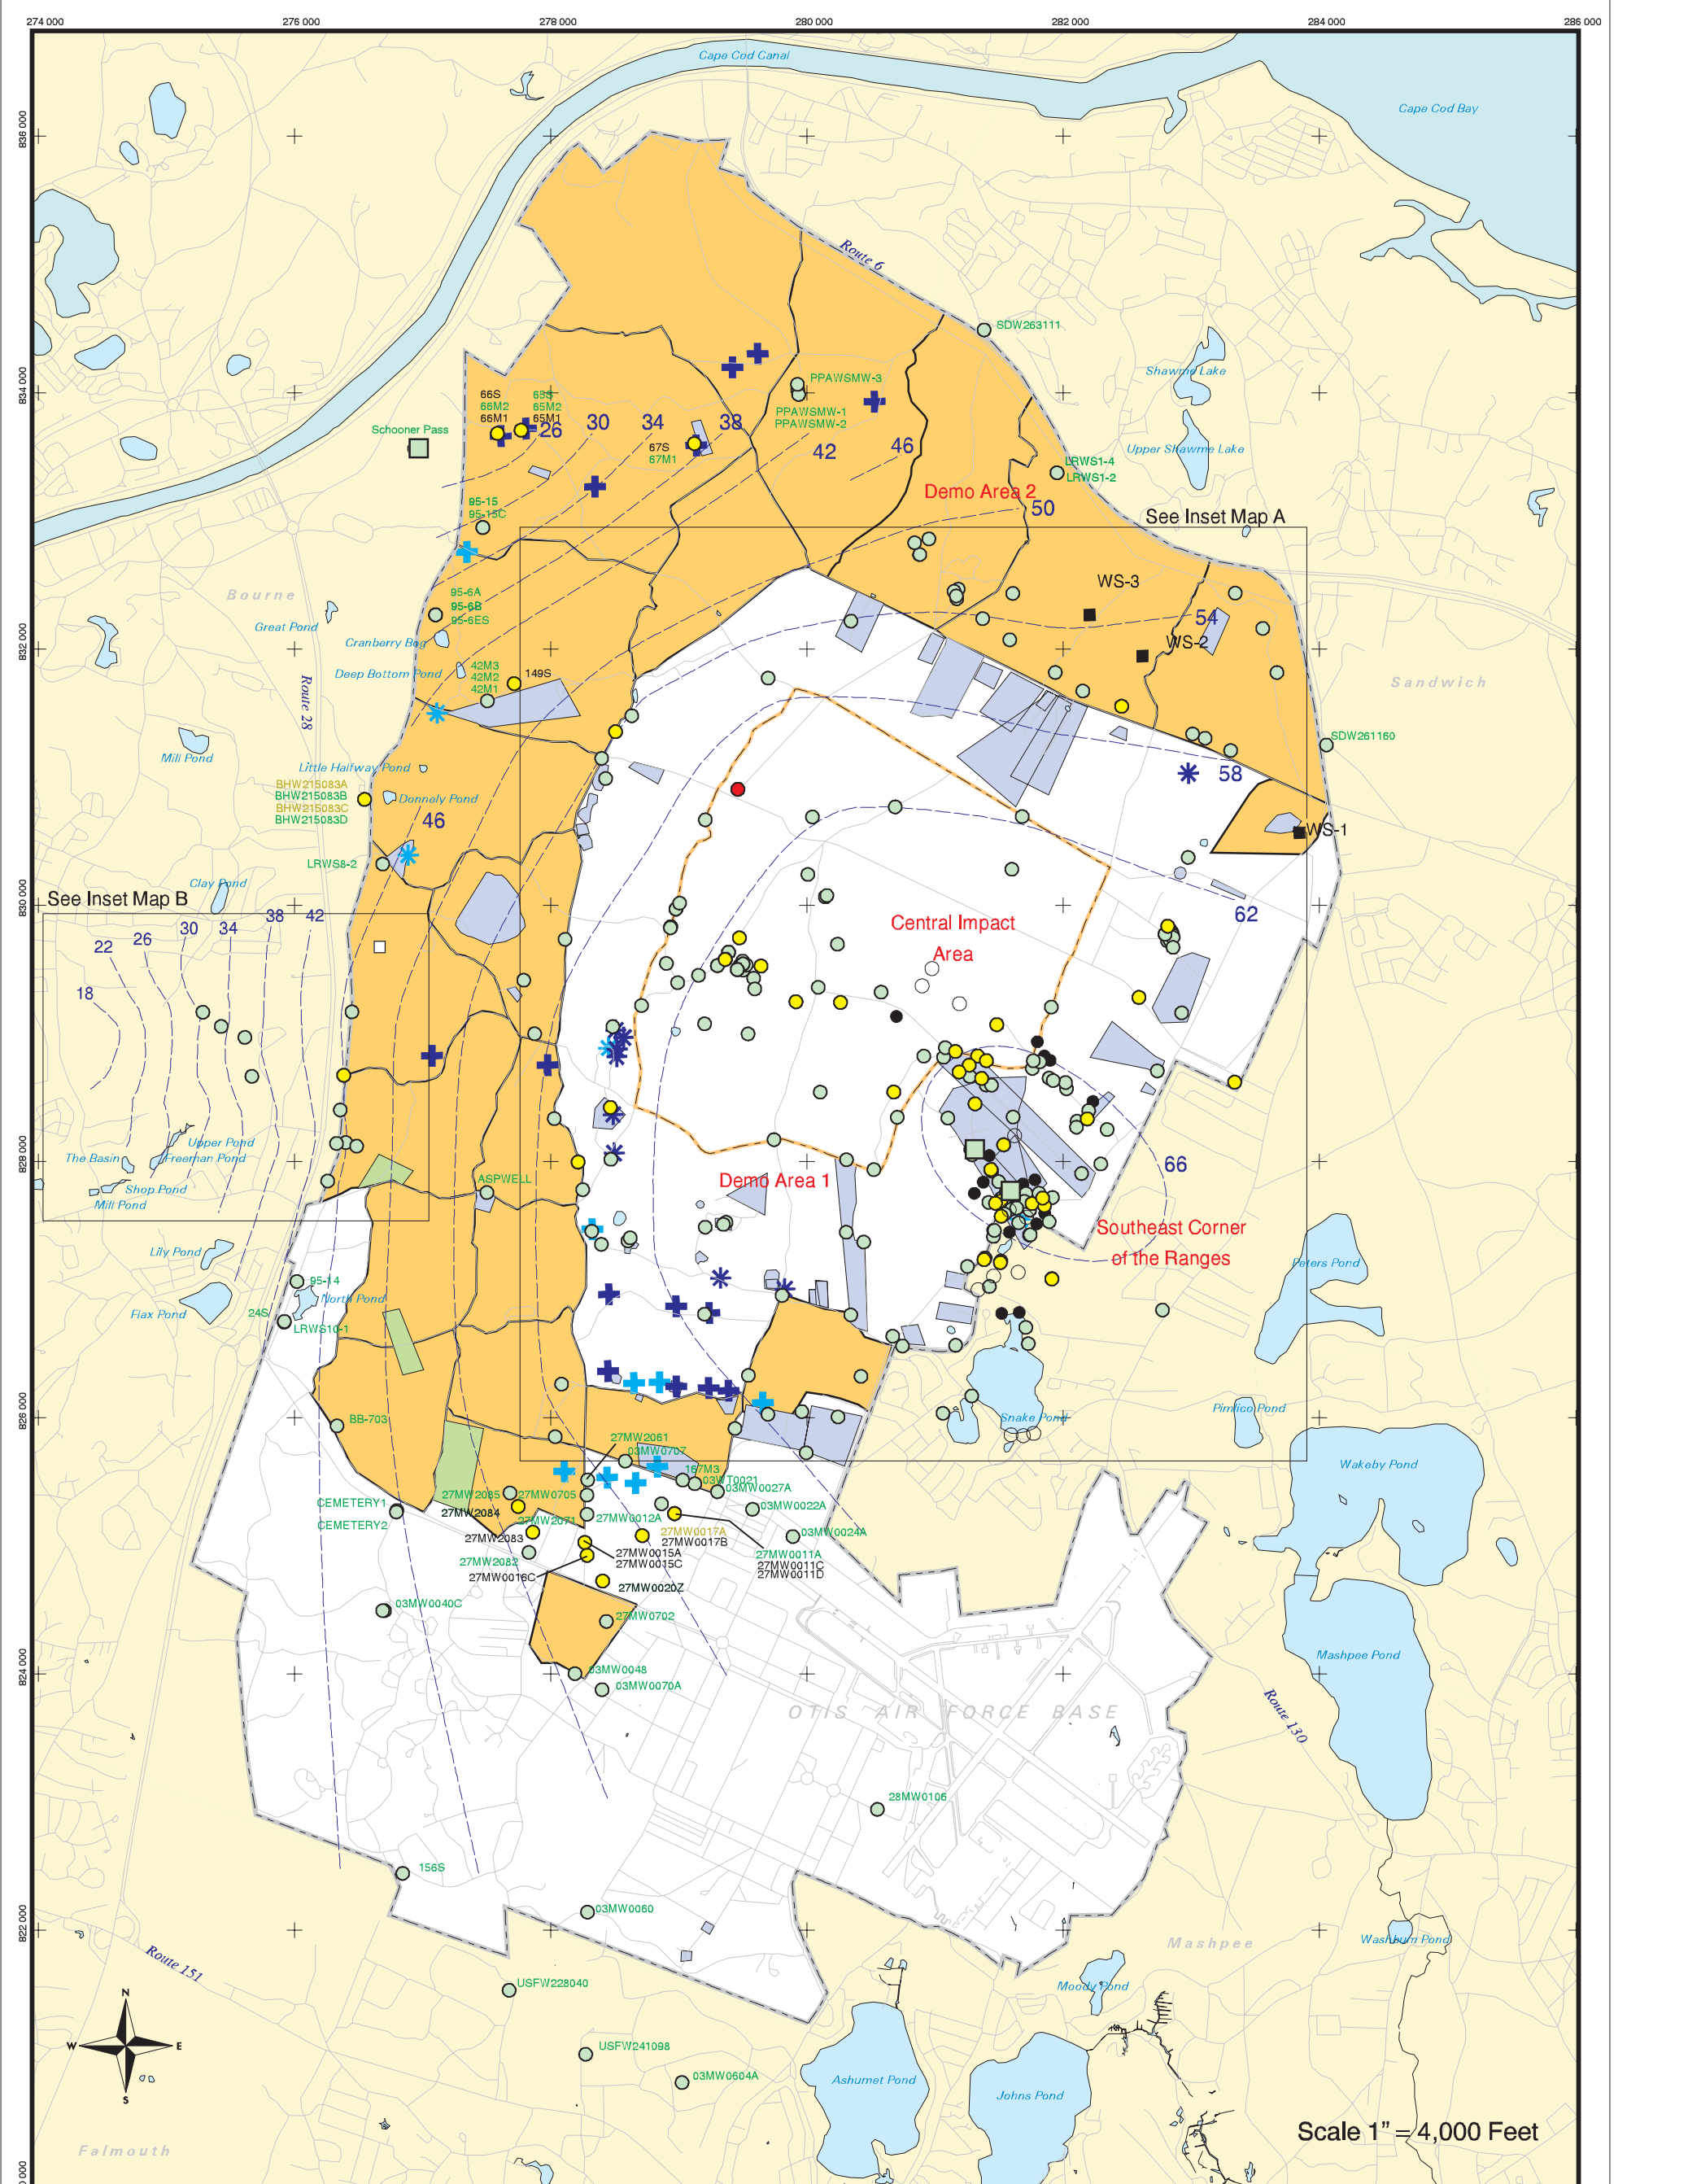 274 000
276 000
278 000
280 000
282 000
284 000
286 000
836 000
834 000
832 000
830 000
828 000
826 000
824 000
822 000
Cape Cod Canal
Cape Cod Bay
Route 6
SDW263111
Shawme Lake
PPAWSMW-3
PPAWSMW-1
PPAWSMW-2
66S
66M2
66M1
65S
65M2
65M1
26
30
34
38
42
46
Schooner Pass
67S
67M1
Upper Shawme Lake
LRWS1-4
LRWS1-2
Demo Area 2
50
See Inset Map A
95-15
95-15C
WS-3
Bourne
95-6A
95-6B
95-6ES
Great Pond
Cranberry Bog
54
WS-2
Deep Bottom Pond
42M3
42M2
42M1
149S
Sandwich
Route 28
SDW261160
Mill Pond
Little Halfway Pond
58
BHW215083A
BHW215083B
BHW215083C
BHW215083D
Donnely Pond
46
WS-1
LRWS8-2
Clay Pond
See Inset Map B
62
Central Impact
Area
18
22
26
30
34
38
42
Upper Pond
The Basin
Freeman Pond
Shop Pond
Mill Pond
ASPWELL
Demo Area 1
66
Southeast Corner
of the Ranges
Lily Pond
Peters Pond
95-14
North Pond
Flax Pond
24S
LRWS10-1
BB-703
Snake Pond
Pimlico Pond
27MW2061
03MW0707
Wakeby Pond
167M3
03WT0021
03MW0027A
27MW2085
27MW0705
CEMETERY1
27MW2084
CEMETERY2
27MW2071
27MW0012A
03MW0022A
27MW0017A
03MW0024A
27MW2083
27MW0017B
27MW0015A
27MW0011A
27MW2082
27MW0015C
27MW0011C
27MW0016C
27MW0011D
27MW0020Z
03MW0040C
27MW0702
Mashpee Pond
03MW0048
03MW0070A
OTIS AIR FORCE BASE
Route 130
28MW0106
156S
03MW0060
Mashpee
Washburn Pond
Route 151
USFW228040
Moody Pond
N
W
E
S
USFW241098
03MW0604A
Ashumet Pond
Johns Pond
Falmouth
Scale 1" = 4,000 Feet